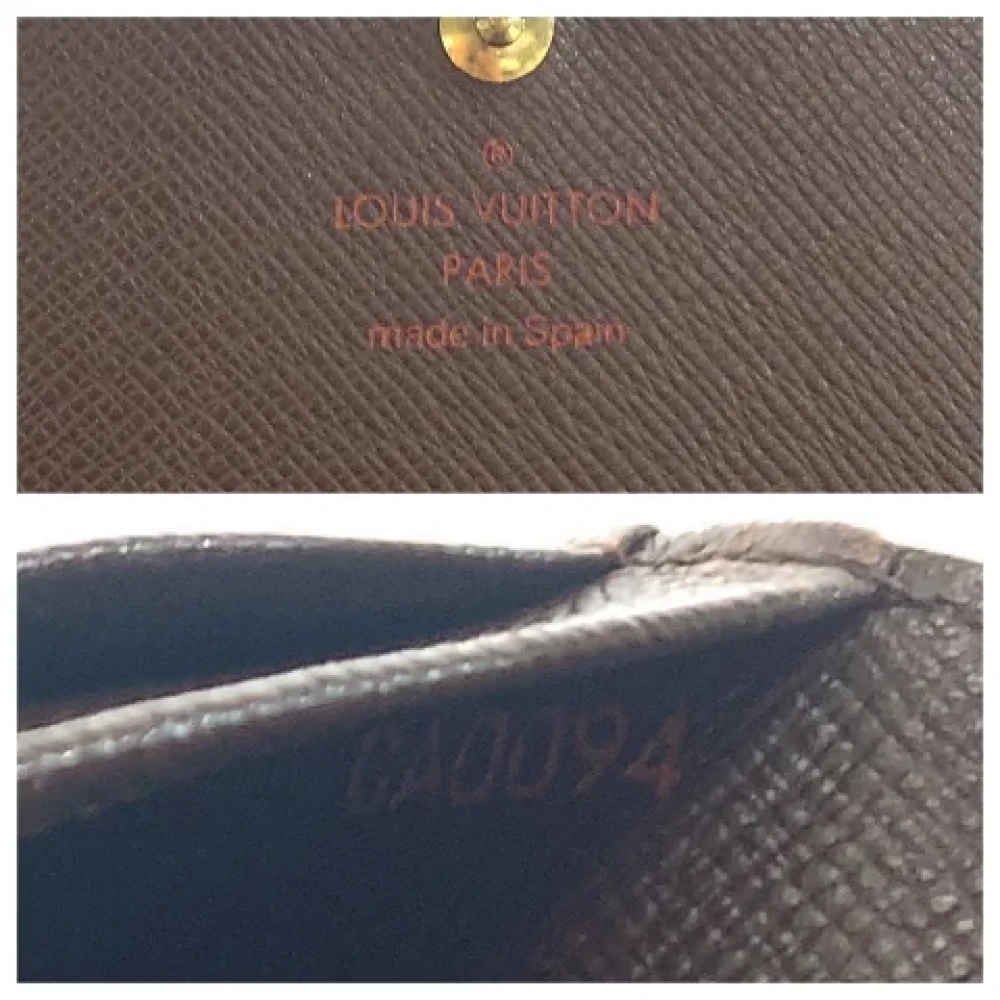 ®
LOUIS VUITTON
PARIS
made in Spain
CA0094